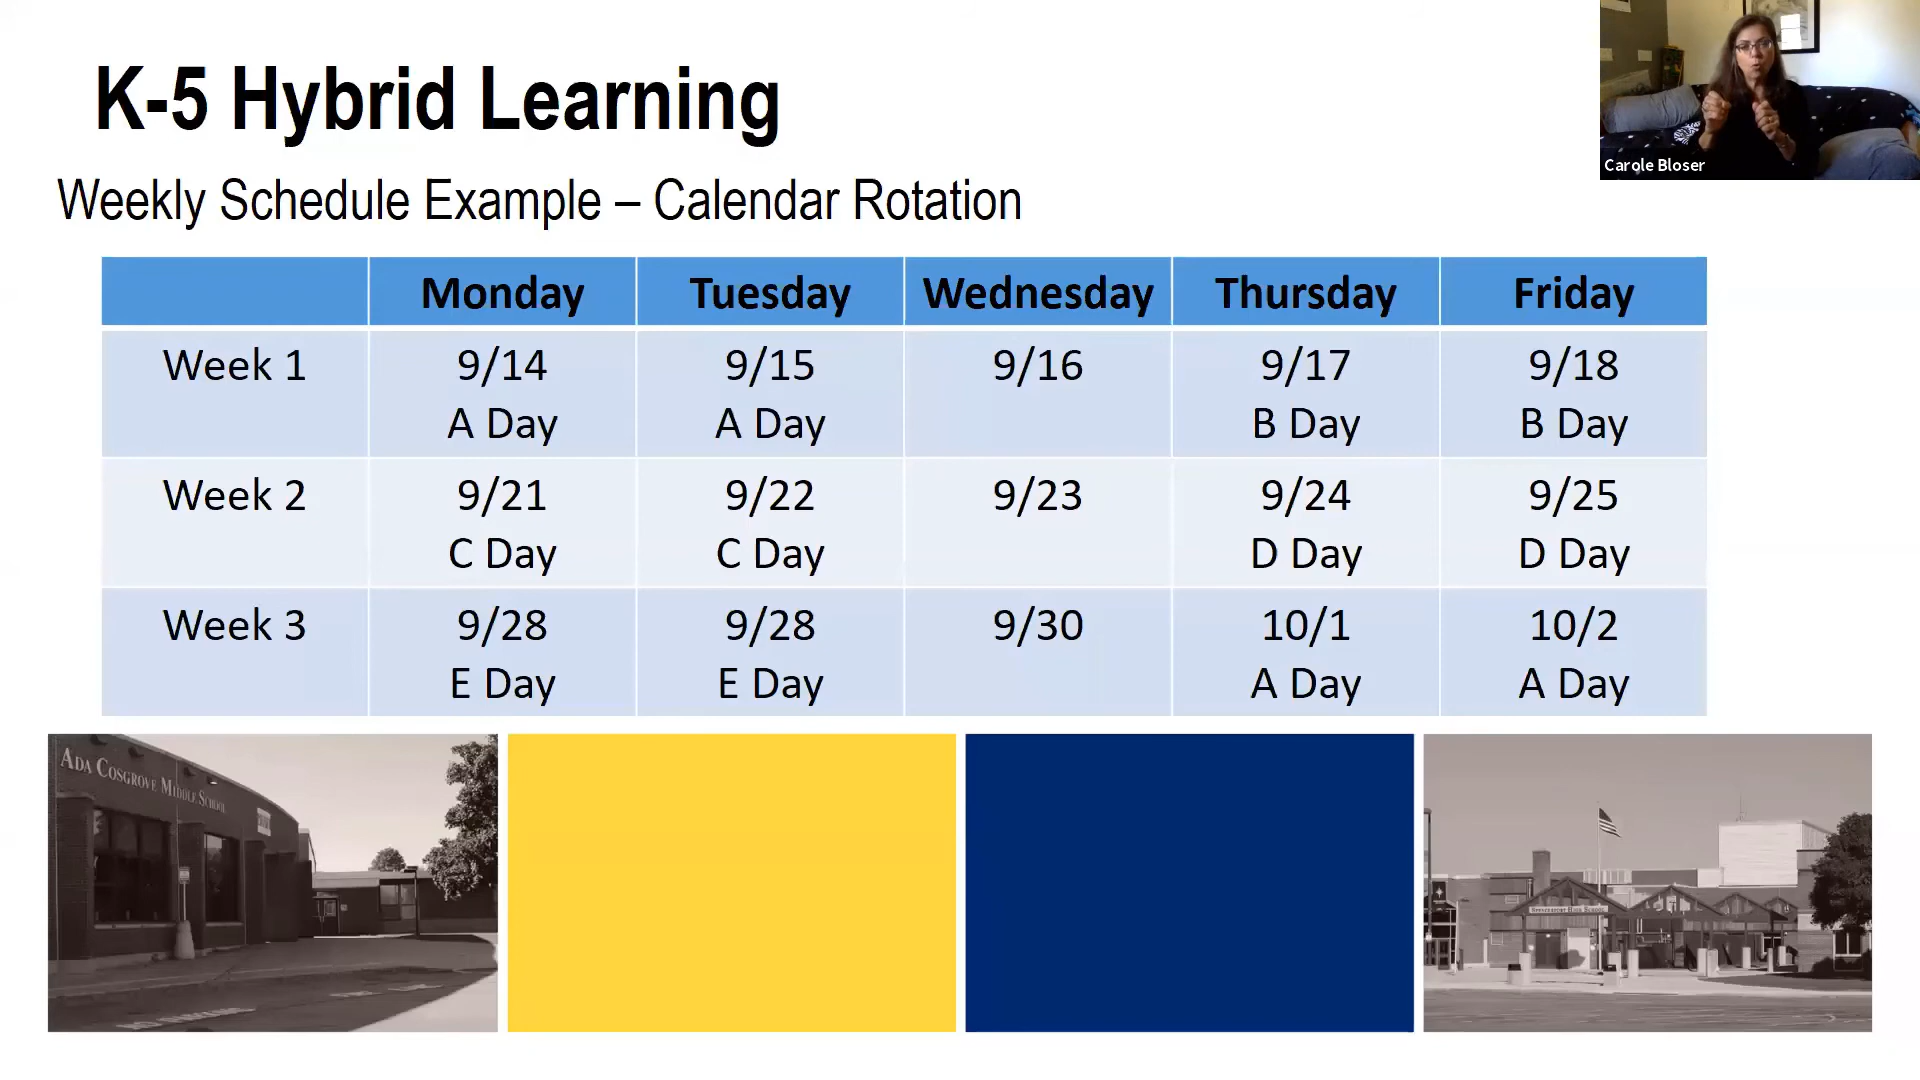 K-5 Hybrid Learning
Carole Bloser
Weekly Schedule Example – Calendar Rotation
Monday Tuesday Wednesday Thursday Friday
Week 1 9/14 9/15 9/16 9/17 9/18
A Day A Day B Day B Day
Week 2 9/21 9/22 9/23 9/24 9/25
C Day C Day D Day D Day
Week 3 9/28 9/28 9/30 10/1 10/2
E Day E Day A Day A Day
ADA COSGROVE MIDDLE SCHOOL